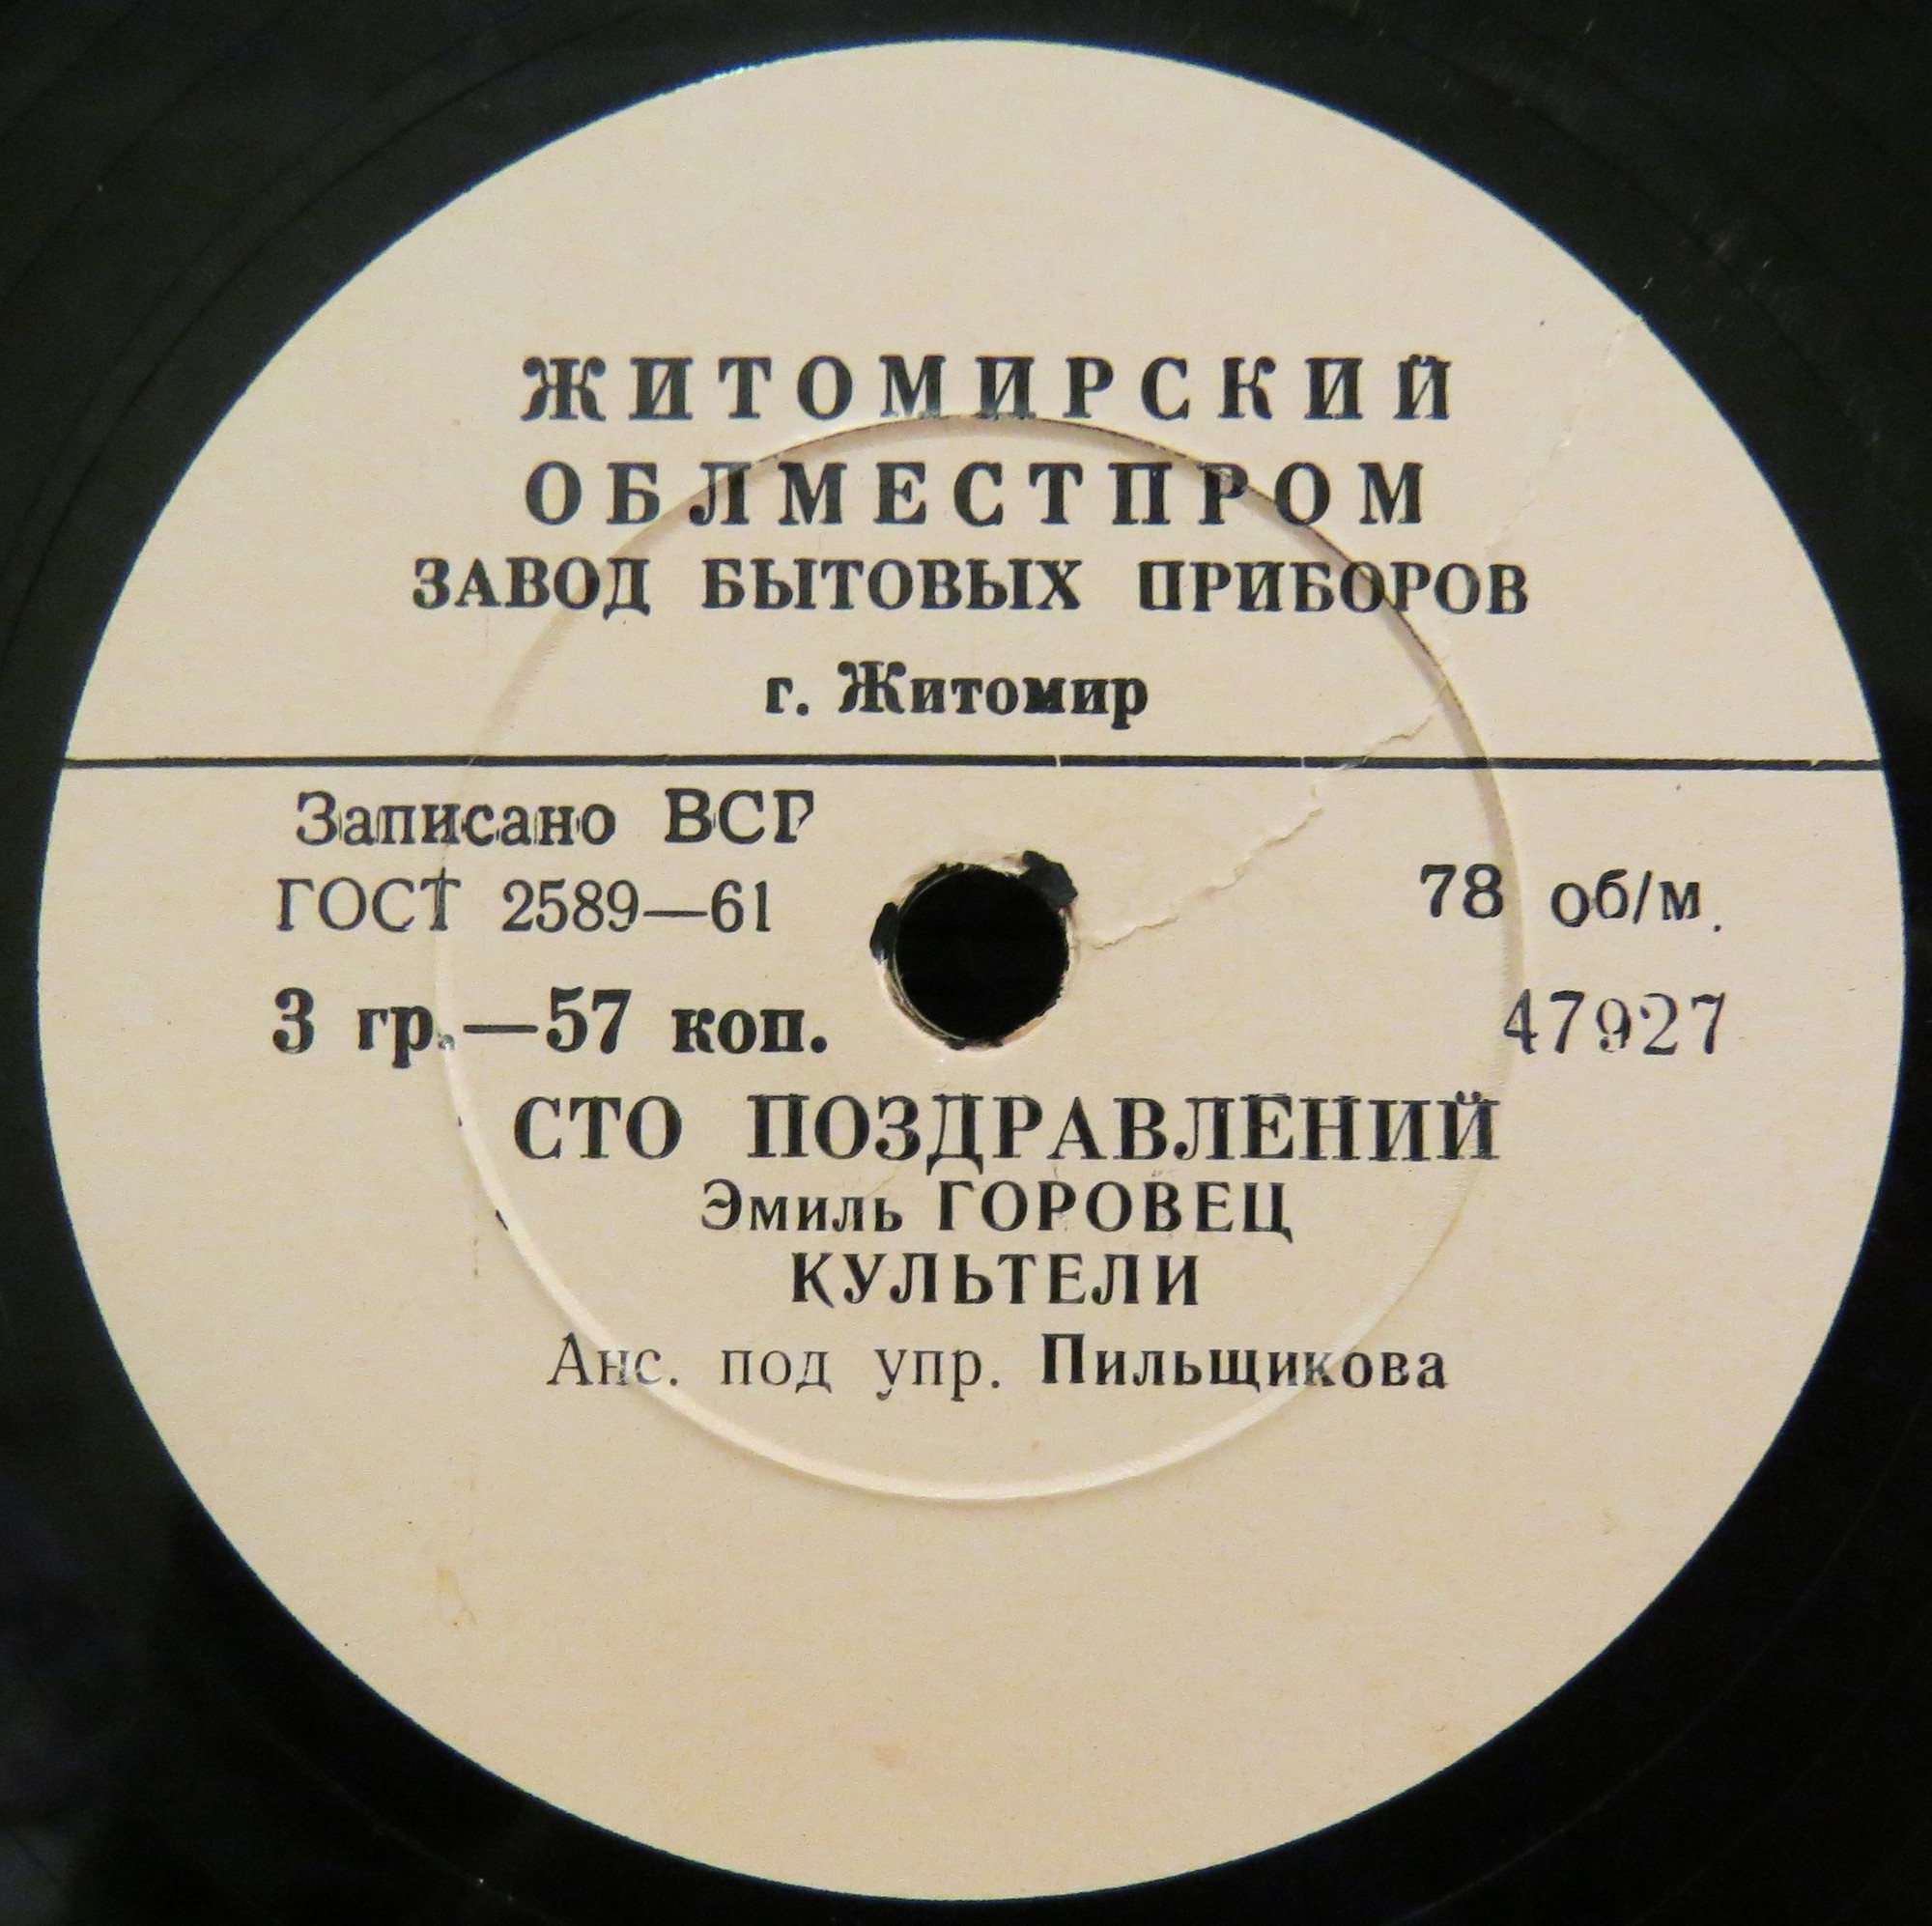 ЖИТОМИРСКИЙ
ОБЛМЕСТПРОМ
ЗАВОД БЫТОВЫХ ПРИБОРОВ
г. Житомир
Записано ВСГ
ГОСТ 2589—61
78 об/м.
3 гр.—57 коп.
47927
СТО ПОЗДРАВЛЕНИЙ
Эмиль ГОРОВЕЦ
КУЛЬТЕЛИ
Анс. под упр. Пильщикова